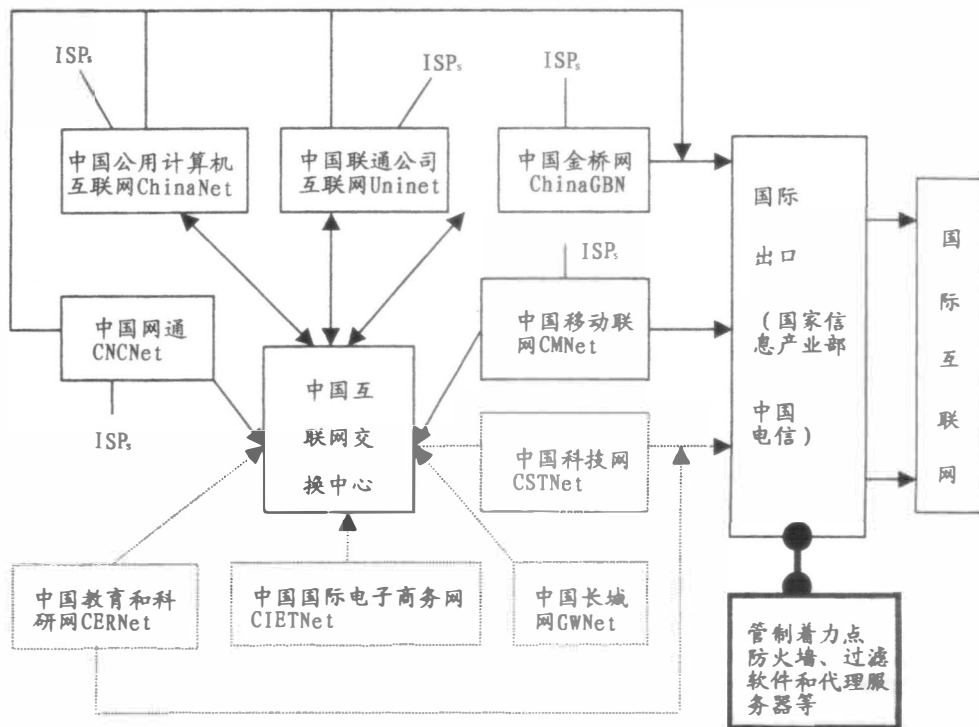 ISPs
ISPs
ISPs
中国公用计算机
互联网ChinaNet
中国联通公司
互联网Uninet
中国金桥网
ChinaGBN
国际
出口
(国家信
息产业部
中国
电信)
国
际
互
联
网
ISPs
中国网通
CNCNet
中国移动联
网CMNet
中国互
联网交
换中心
ISPs
中国科技网
CSTNet
中国教育和科
研网CERNet
中国国际电子商务网
CIETNet
中国长城
网GWNet
管制着力点
防火墙、过滤
软件和代理服
务器等